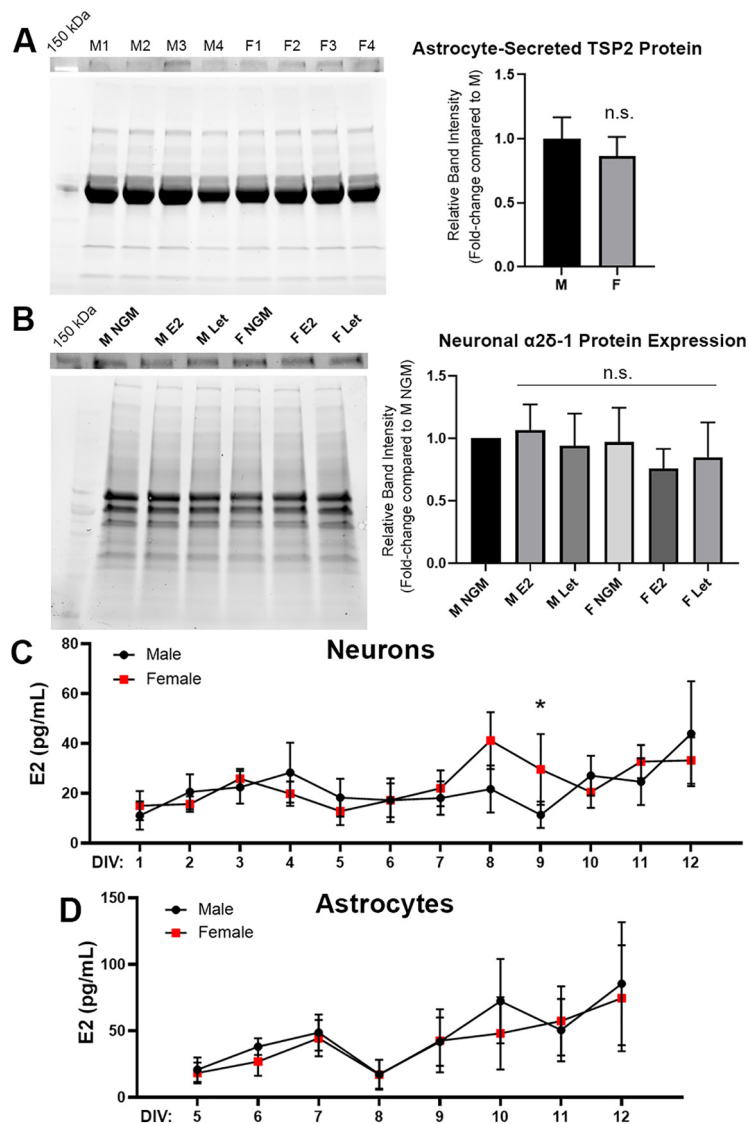 A
150 kDa
M1 M2 M3 M4 F1 F2 F3 F4
Astrocyte-Secreted TSP2 Protein
Relative Band Intensity
(Fold-change compared to M)
1.5
1.0
0.5
0.0
n.s.
M F
B
150 kDa
M NGM M E2 M Let F NGM F E2 F Let
Neuronal α2δ-1 Protein Expression
Relative Band Intensity
(Fold-change compared to M NGM)
1.5
1.0
0.5
0.0
n.s.
M NGM M E2 M Let F NGM F E2 F Let
C
Neurons
Male
Female
E2 (pg/mL)
80
60
40
20
0
*
DIV: 1 2 3 4 5 6 7 8 9 10 11 12
D
Astrocytes
Male
Female
E2 (pg/mL)
150
100
50
0
DIV: 5 6 7 8 9 10 11 12